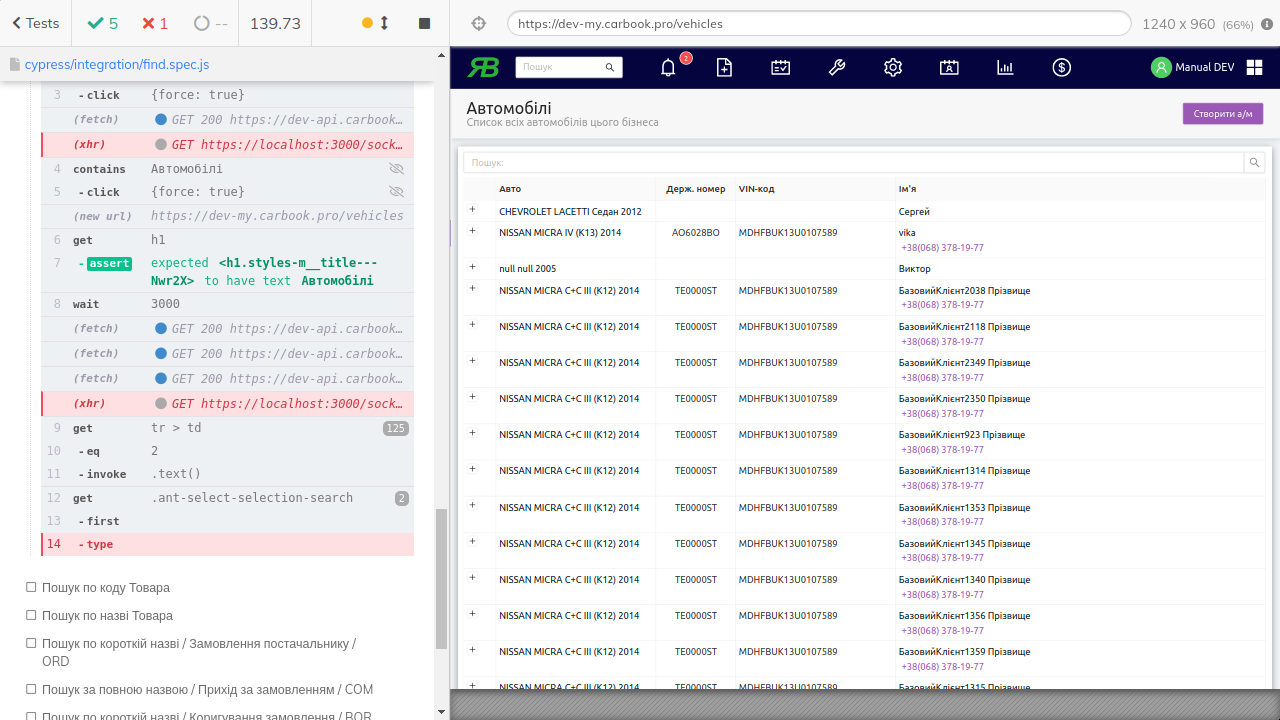 Tests
5
1
--
139.73
https://dev-my.carbook.pro/vehicles
1240 x 960 (66%)
cypress/integration/find.spec.js
3 - click {force: true}
(fetch) GET 200 https://dev-api.carbook…
(xhr) GET https://localhost:3000/sock…
4 contains Автомобілі
5 - click {force: true}
(new url) https://dev-my.carbook.pro/vehicles
6 get h1
7 - assert expected <h1.styles-m__title---
Nwr2X> to have text Автомобілі
8 wait 3000
(fetch) GET 200 https://dev-api.carbook…
(fetch) GET 200 https://dev-api.carbook…
(fetch) GET 200 https://dev-api.carbook…
(xhr) GET https://localhost:3000/sock…
9 get tr > td 125
10 - eq 2
11 - invoke .text()
12 get .ant-select-selection-search 2
13 - first
14 - type
Пошук по коду Товара
Пошук по назві Товара
Пошук по короткій назві / Замовлення постачальнику /
ORD
Пошук за повною назвою / Прихід за замовленням / COM
Пошук по короткій назві / Коригування замовлення / BOR
ЯB
Пошук
2
Manual DEV
Автомобілі
Список всіх автомобілів цього бізнеса
Створити а/м
Пошук:
Авто Держ. номер VIN-код Ім'я
+ CHEVROLET LACETTI Седан 2012 Сергей
+ NISSAN MICRA IV (K13) 2014 AO6028BO MDHFBUK13U0107589 vika
+38(068) 378-19-77
+ null null 2005 Виктор
+ NISSAN MICRA C+C III (K12) 2014 TE0000ST MDHFBUK13U0107589 БазовийКлієнт2038 Прізвище
+38(068) 378-19-77
+ NISSAN MICRA C+C III (K12) 2014 TE0000ST MDHFBUK13U0107589 БазовийКлієнт2118 Прізвище
+38(068) 378-19-77
+ NISSAN MICRA C+C III (K12) 2014 TE0000ST MDHFBUK13U0107589 БазовийКлієнт2349 Прізвище
+38(068) 378-19-77
+ NISSAN MICRA C+C III (K12) 2014 TE0000ST MDHFBUK13U0107589 БазовийКлієнт2350 Прізвище
+38(068) 378-19-77
+ NISSAN MICRA C+C III (K12) 2014 TE0000ST MDHFBUK13U0107589 БазовийКлієнт923 Прізвище
+38(068) 378-19-77
+ NISSAN MICRA C+C III (K12) 2014 TE0000ST MDHFBUK13U0107589 БазовийКлієнт1314 Прізвище
+38(068) 378-19-77
+ NISSAN MICRA C+C III (K12) 2014 TE0000ST MDHFBUK13U0107589 БазовийКлієнт1353 Прізвище
+38(068) 378-19-77
+ NISSAN MICRA C+C III (K12) 2014 TE0000ST MDHFBUK13U0107589 БазовийКлієнт1345 Прізвище
+38(068) 378-19-77
+ NISSAN MICRA C+C III (K12) 2014 TE0000ST MDHFBUK13U0107589 БазовийКлієнт1340 Прізвище
+38(068) 378-19-77
+ NISSAN MICRA C+C III (K12) 2014 TE0000ST MDHFBUK13U0107589 БазовийКлієнт1356 Прізвище
+38(068) 378-19-77
+ NISSAN MICRA C+C III (K12) 2014 TE0000ST MDHFBUK13U0107589 БазовийКлієнт1359 Прізвище
+38(068) 378-19-77
+ NISSAN MICRA C+C III (K12) 2014 TE0000ST MDHFBUK13U0107589 БазовийКлієнт1315 Прізвище